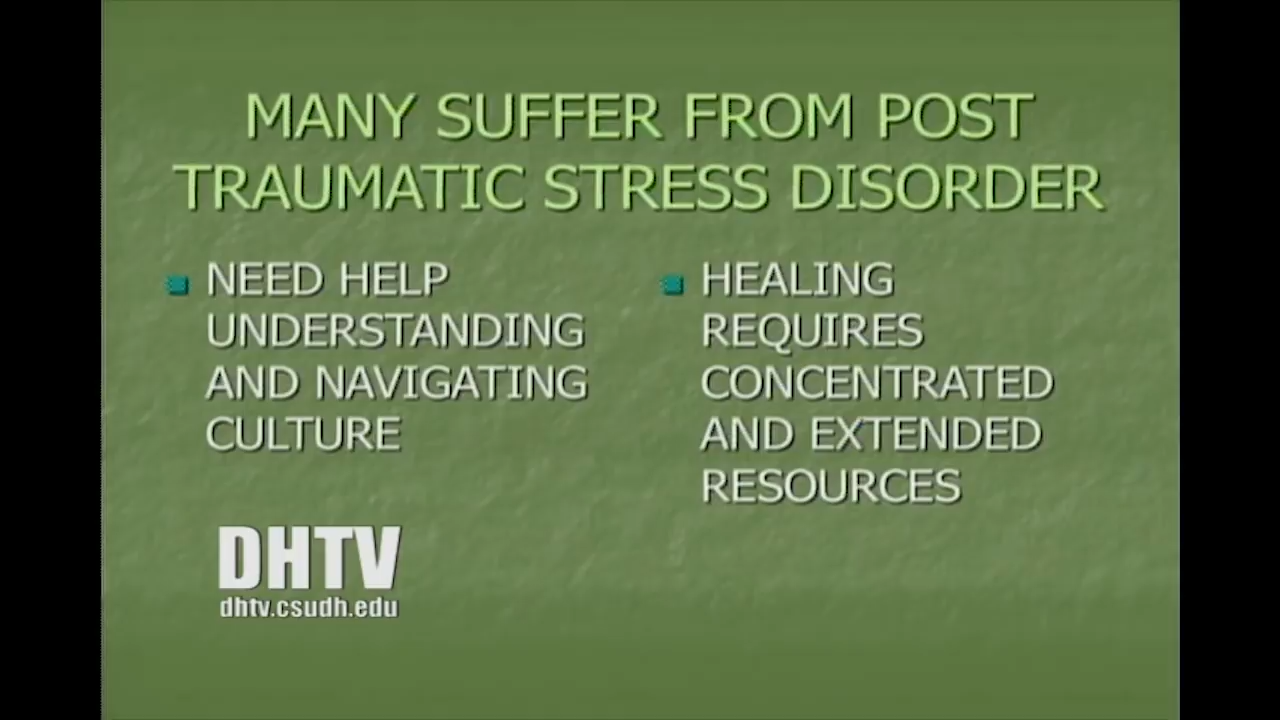 MANY SUFFER FROM POST
TRAUMATIC STRESS DISORDER
NEED HELP
UNDERSTANDING
AND NAVIGATING
CULTURE
HEALING
REQUIRES
CONCENTRATED
AND EXTENDED
RESOURCES
DHTV
dhtv.csudh.edu